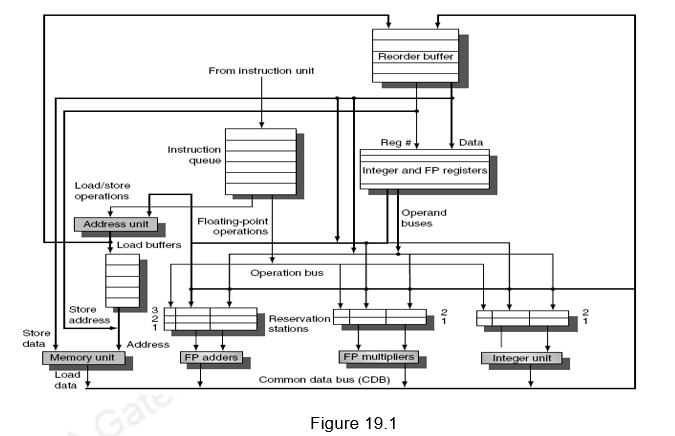 Reorder buffer
From instruction unit
Reg #
Data
Instruction
queue
Integer and FP registers
Load/store
operations
Address unit
Floating-point
operations
Operand
buses
Load buffers
Operation bus
Store
address
3
2
1
Reservation
stations
2
1
2
1
Store
data
Address
Memory unit
FP adders
FP multipliers
Integer unit
Load
data
Common data bus (CDB)
Figure 19.1